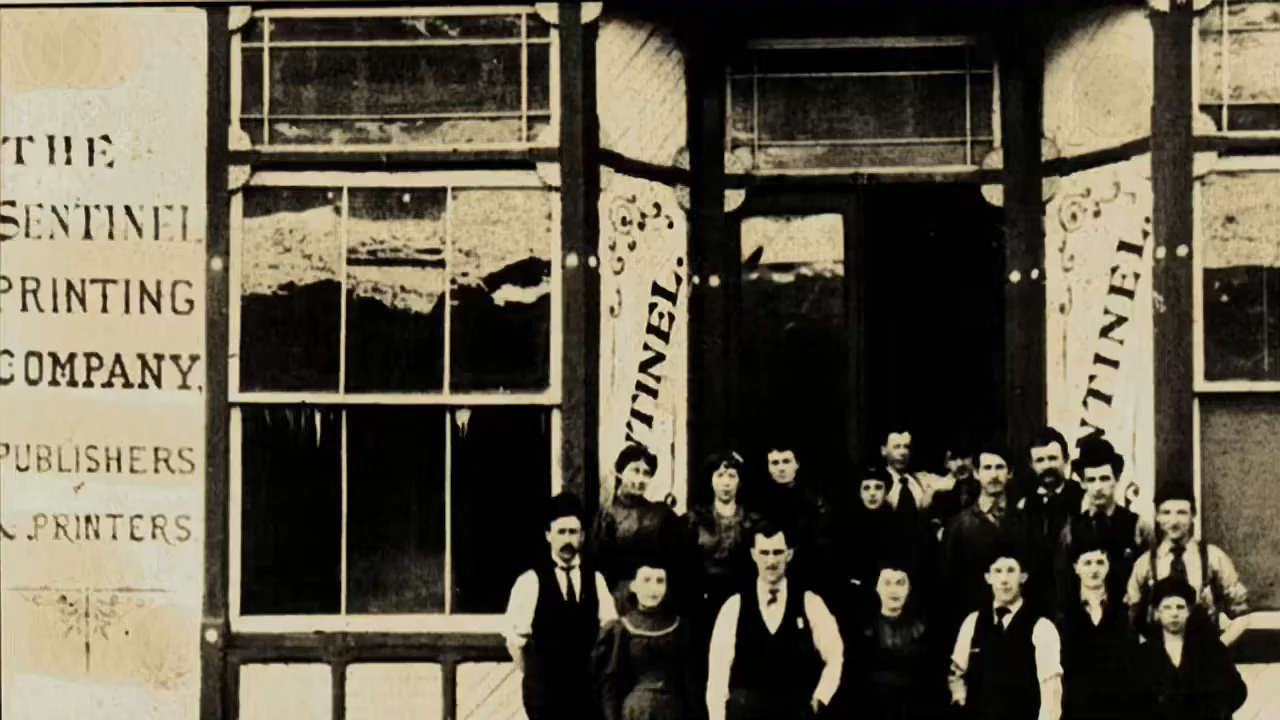 THE
SENTINEL
PRINTING
COMPANY,
PUBLISHERS
& PRINTERS.
NTINEL.
NTINEL.